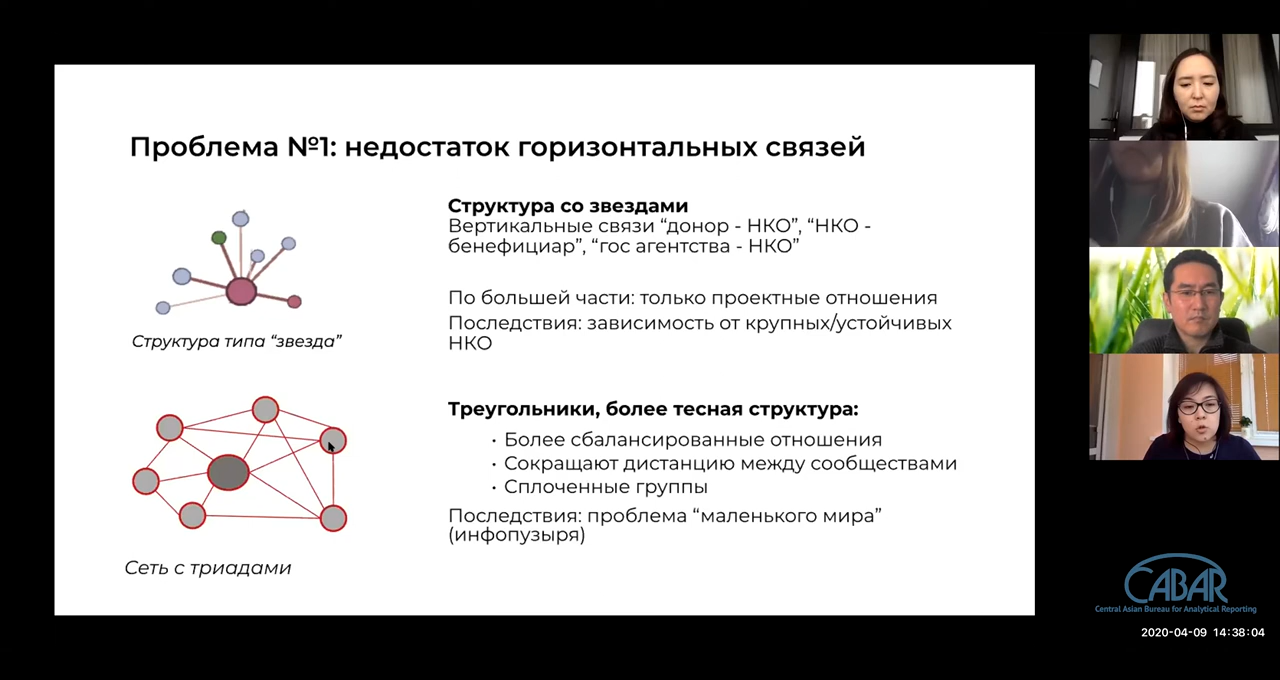 Проблема №1: недостаток горизонтальных связей
Структура типа “звезда”
Структура со звездами
Вертикальные связи “донор - НКО”, “НКО -
бенефициар”, “гос агентства - НКО”
По большей части: только проектные отношения
Последствия: зависимость от крупных/устойчивых
НКО
Сеть с триадами
Треугольники, более тесная структура:
· Более сбалансированные отношения
· Сокращают дистанцию между сообществами
· Сплоченные группы
Последствия: проблема “маленького мира”
(инфопузыря)
CABAR
Central Asian Bureau for Analytical Reporting
2020-04-09 14:38:04